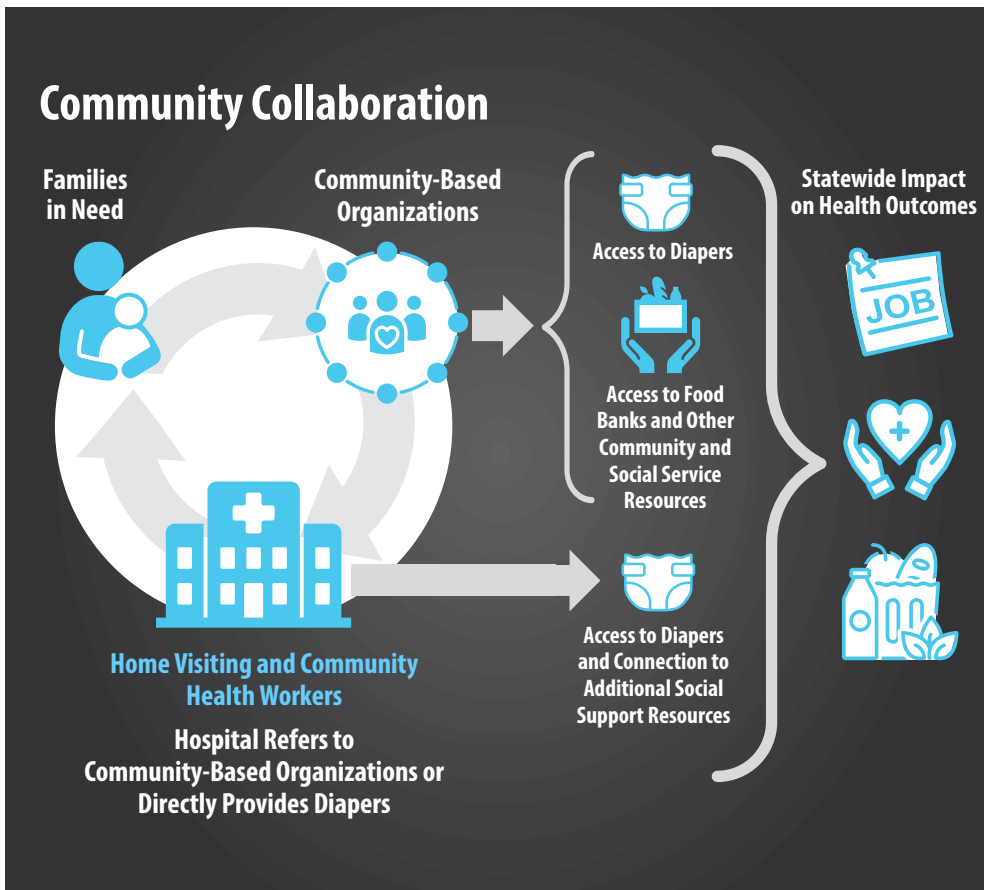 Community Collaboration
Families
in Need
Community-Based
Organizations
Access to Diapers
Access to Food
Banks and Other
Community and
Social Service
Resources
Statewide Impact
on Health Outcomes
JOB
Home Visiting and Community
Health Workers
Hospital Refers to
Community-Based Organizations or
Directly Provides Diapers
Access to Diapers
and Connection to
Additional Social
Support Resources